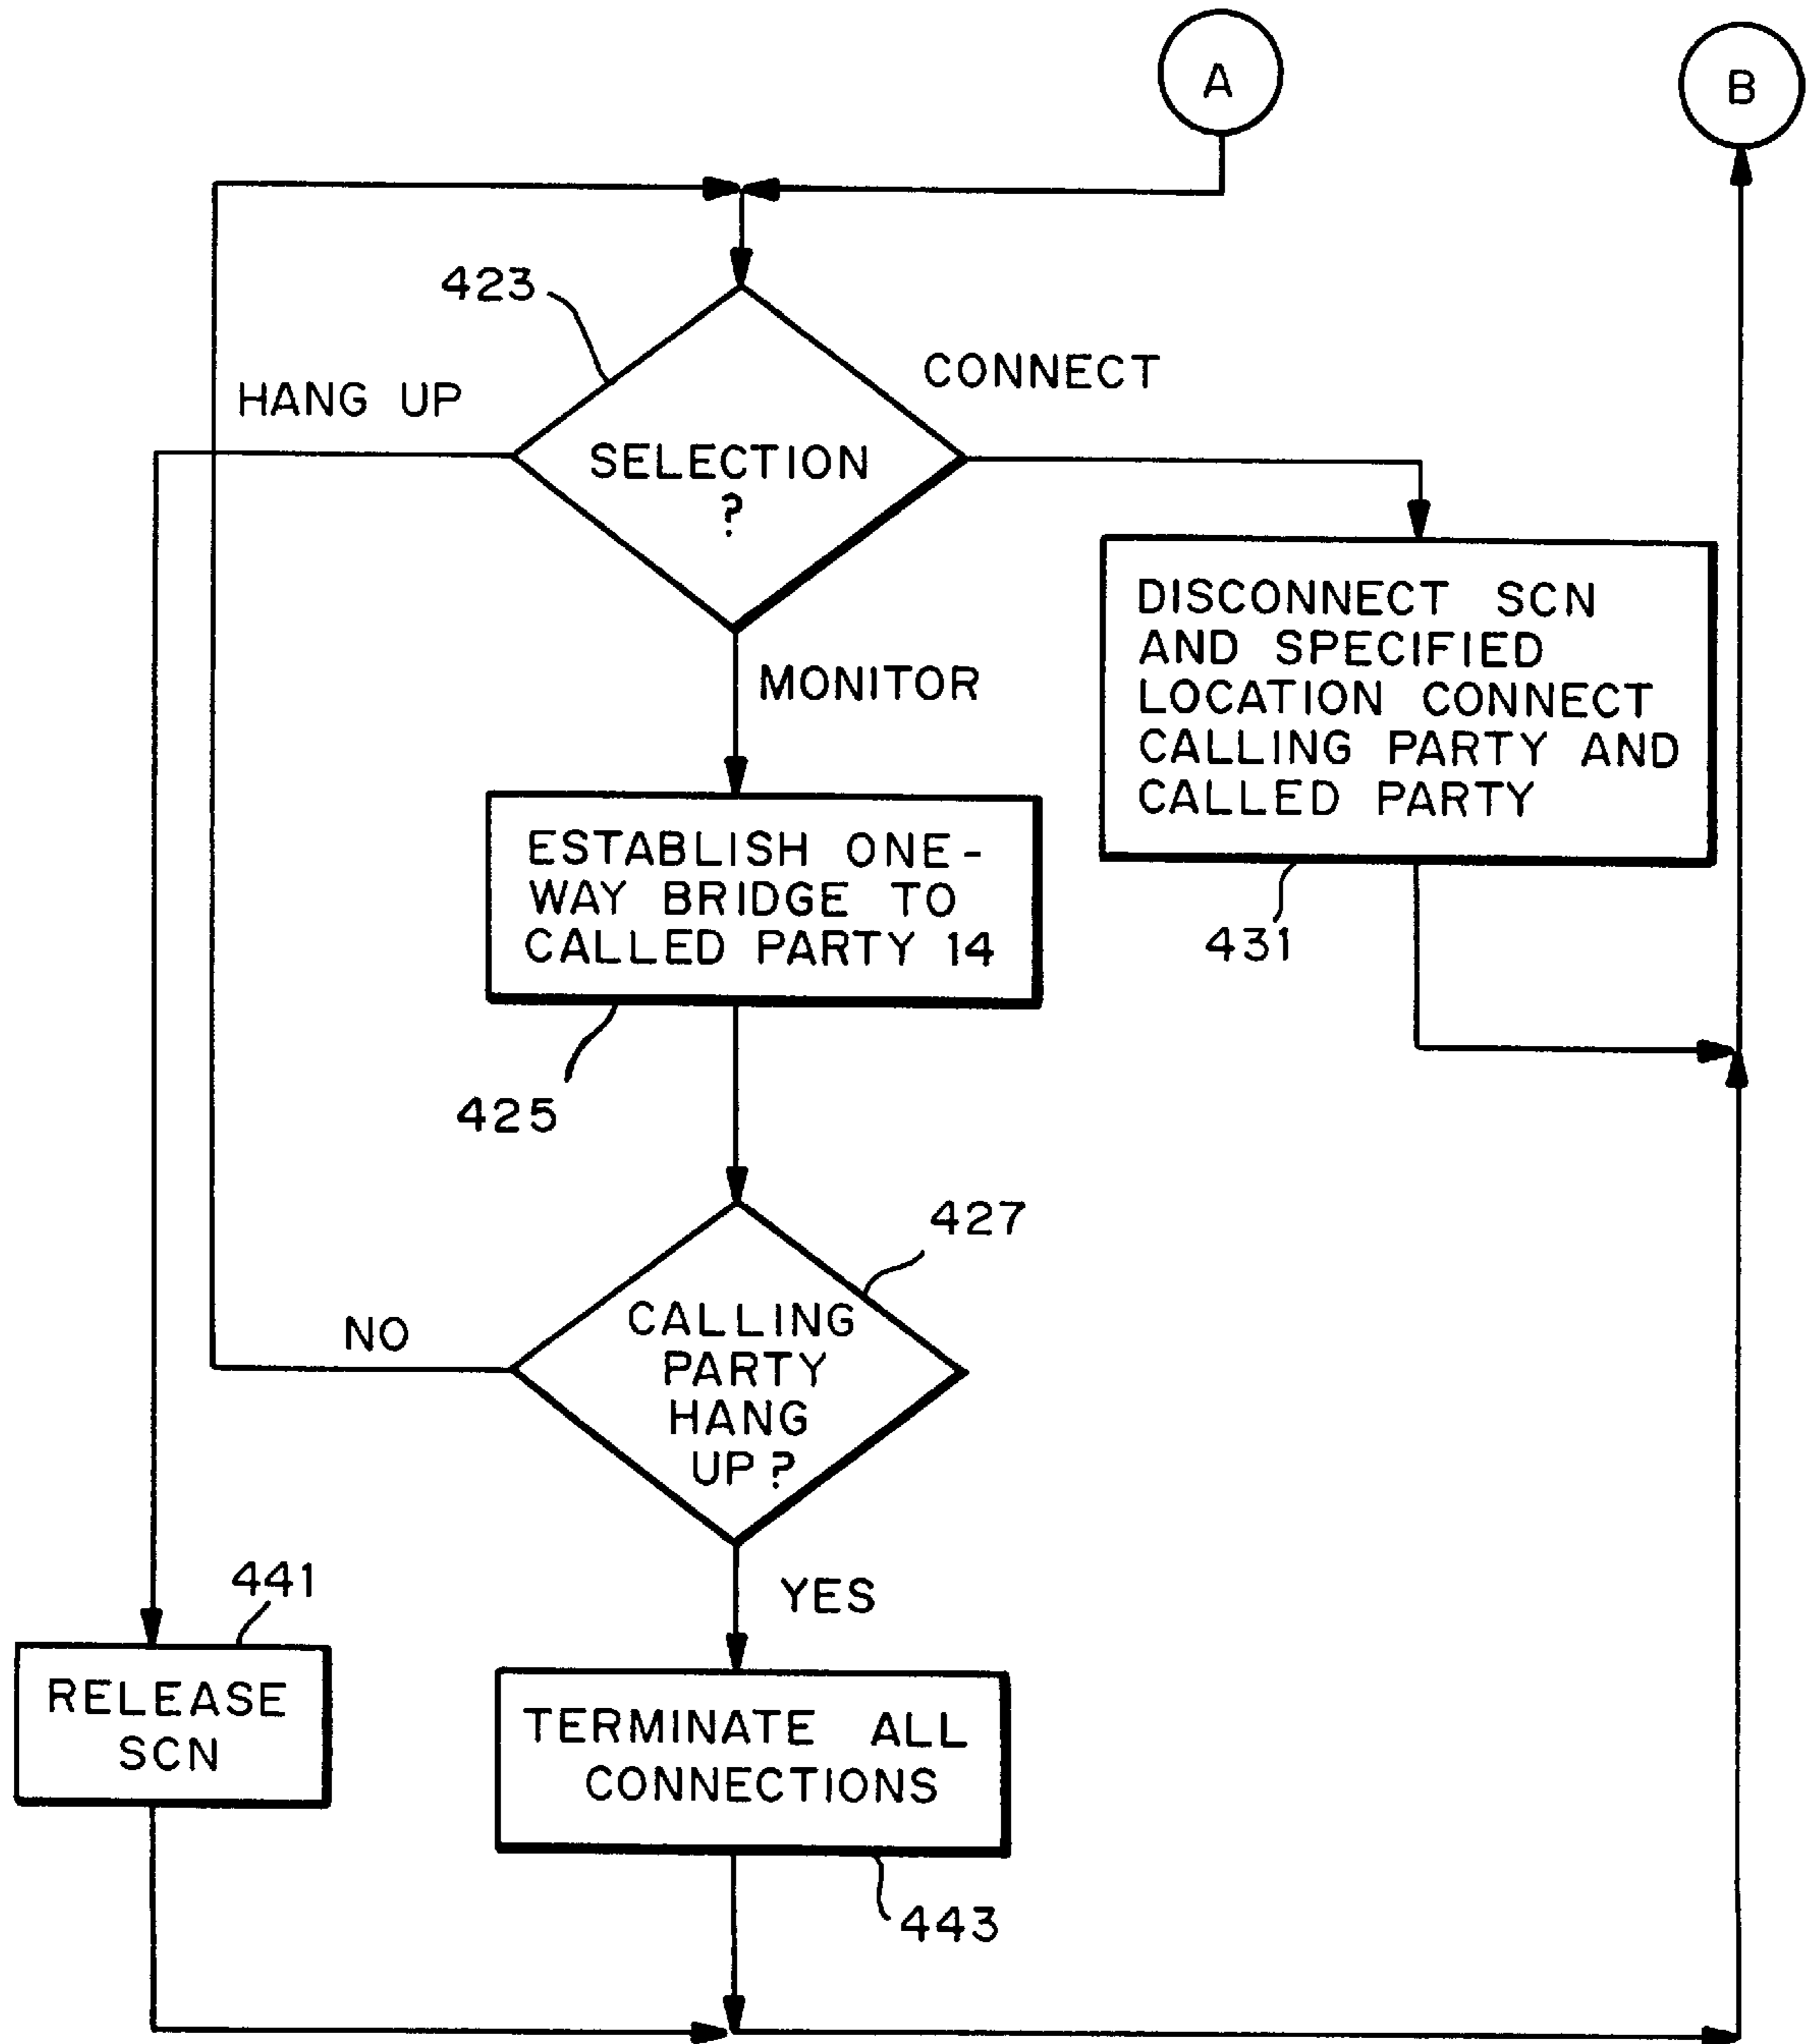 A
B
423
HANG UP
CONNECT
SELECTION
?
MONITOR
DISCONNECT SCN
AND SPECIFIED
LOCATION CONNECT
CALLING PARTY AND
CALLED PARTY
431
ESTABLISH ONE-
WAY BRIDGE TO
CALLED PARTY 14
425
427
CALLING
PARTY
HANG
UP?
NO
YES
441
RELEASE
SCN
TERMINATE ALL
CONNECTIONS
443